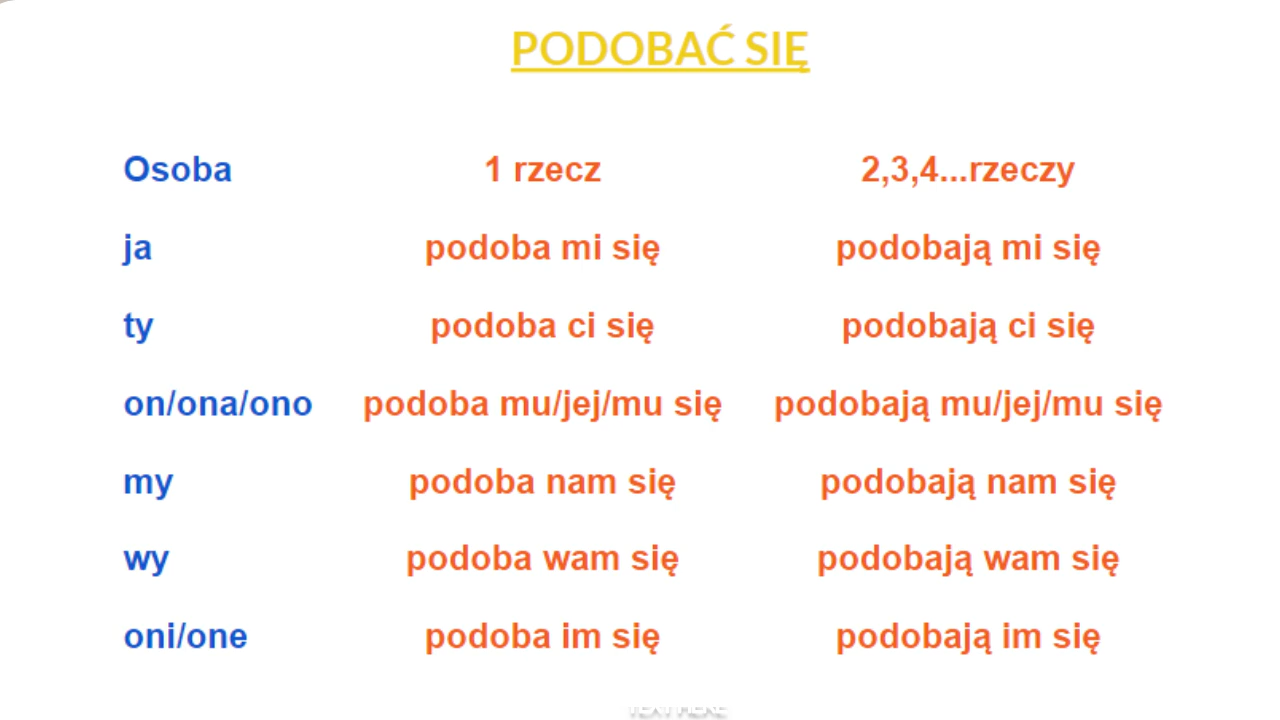 PODOBAĆ SIĘ
Osoba 1 rzecz 2,3,4...rzeczy
ja podoba mi się podobają mi się
ty podoba ci się podobają ci się
on/ona/ono podoba mu/jej/mu się podobają mu/jej/mu się
my podoba nam się podobają nam się
wy podoba wam się podobają wam się
oni/one podoba im się podobają im się
TEXT HERE